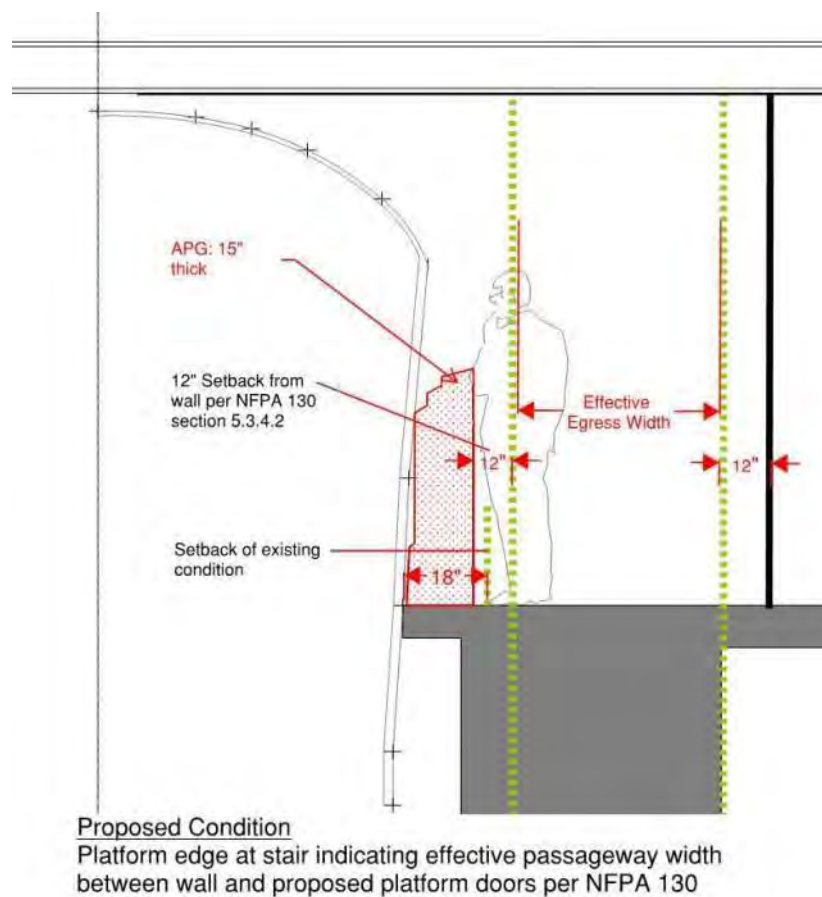 APG: 15"
thick
12" Setback from
wall per NFPA 130
section 5.3.4.2
Effective
Egress Width
12"
12"
Setback of existing
condition
18"
Proposed Condition
Platform edge at stair indicating effective passageway width
between wall and proposed platform doors per NFPA 130